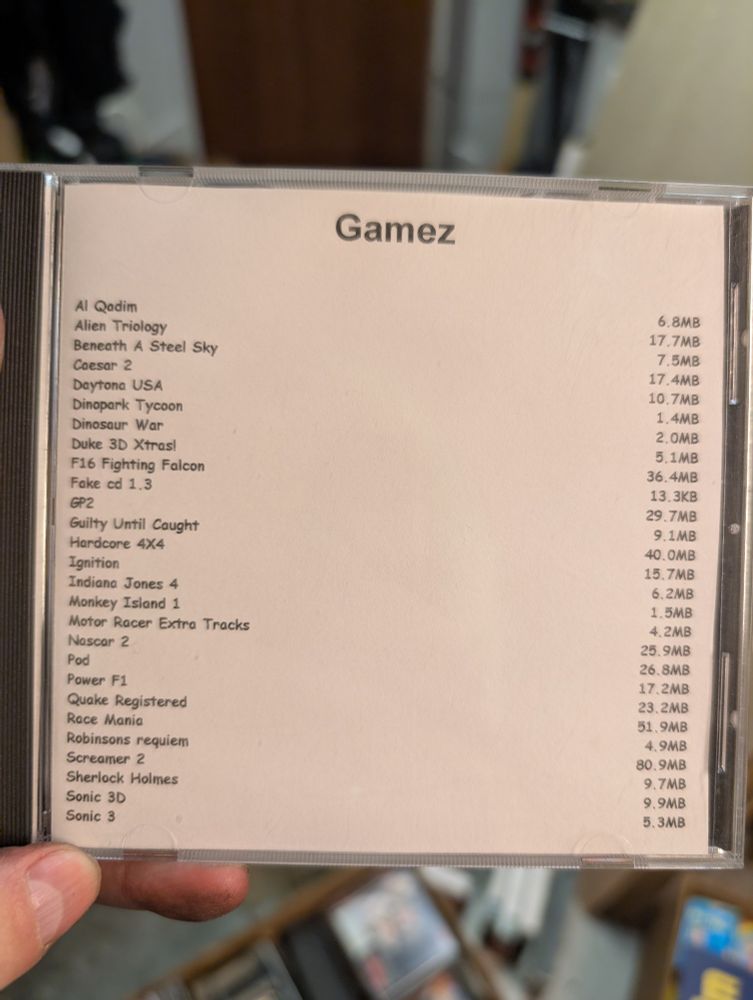 Gamez
Al Qadim 6.8MB
Alien Triology 17.7MB
Beneath A Steel Sky 7.5MB
Caesar 2 17.4MB
Daytona USA 10.7MB
Dinopark Tycoon 1.4MB
Dinosaur War 2.0MB
Duke 3D Xtras! 5.1MB
F16 Fighting Falcon 36.4MB
Fake cd 1.3 13.3KB
GP2 29.7MB
Guilty Until Caught 9.1MB
Hardcore 4X4 40.0MB
Ignition 15.7MB
Indiana Jones 4 6.2MB
Monkey Island 1 1.5MB
Motor Racer Extra Tracks 4.2MB
Nascar 2 25.9MB
Pod 26.8MB
Power F1 17.2MB
Quake Registered 23.2MB
Race Mania 51.9MB
Robinsons requiem 4.9MB
Screamer 2 80.9MB
Sherlock Holmes 9.7MB
Sonic 3D 9.9MB
Sonic 3 5.3MB